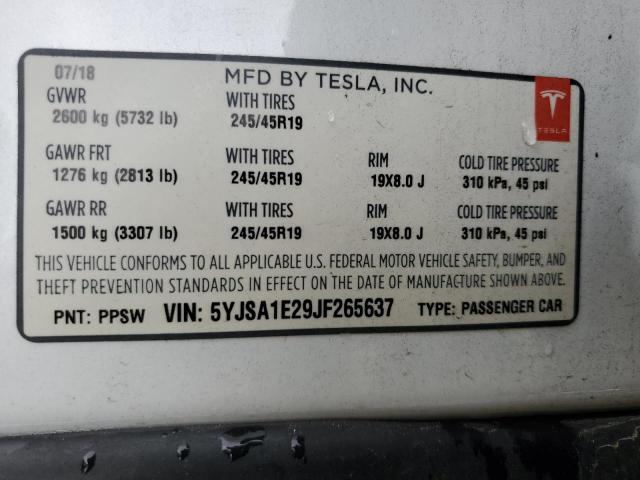 07/18 MFD BY TESLA, INC.
GVWR WITH TIRES
2600 kg (5732 lb) 245/45R19
TESLA
GAWR FRT WITH TIRES RIM COLD TIRE PRESSURE
1276 kg (2813 lb) 245/45R19 19X8.0 J 310 kPa, 45 psi
GAWR RR WITH TIRES RIM COLD TIRE PRESSURE
1500 kg (3307 lb) 245/45R19 19X8.0 J 310 kPa, 45 psi
THIS VEHICLE CONFORMS TO ALL APPLICABLE U.S. FEDERAL MOTOR VEHICLE SAFETY, BUMPER, AND
THEFT PREVENTION STANDARDS IN EFFECT ON THE DATE OF MANUFACTURE SHOWN ABOVE.
PNT: PPSW VIN: 5YJSA1E29JF265637 TYPE: PASSENGER CAR